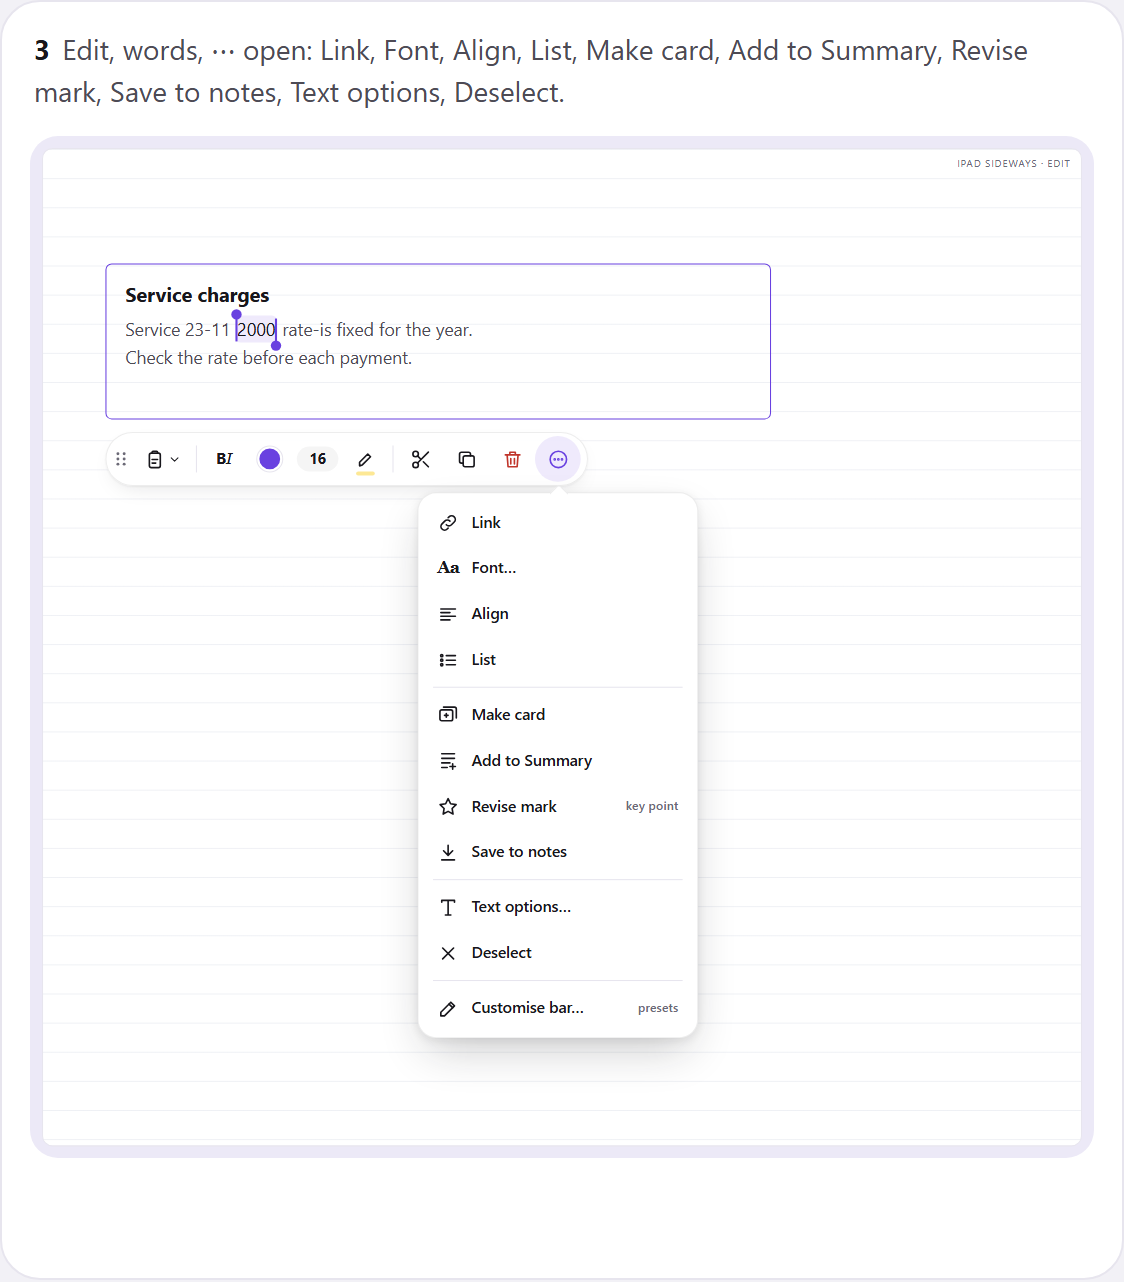 3 Edit, words, ··· open: Link, Font, Align, List, Make card, Add to Summary, Revise
mark, Save to notes, Text options, Deselect.
IPAD SIDEWAYS · EDIT
Service charges
Service 23-11 2000 rate-is fixed for the year.
Check the rate before each payment.
BI 16
Link
Aa Font...
Align
List
Make card
Add to Summary
Revise mark key point
Save to notes
Text options...
Deselect
Customise bar... presets